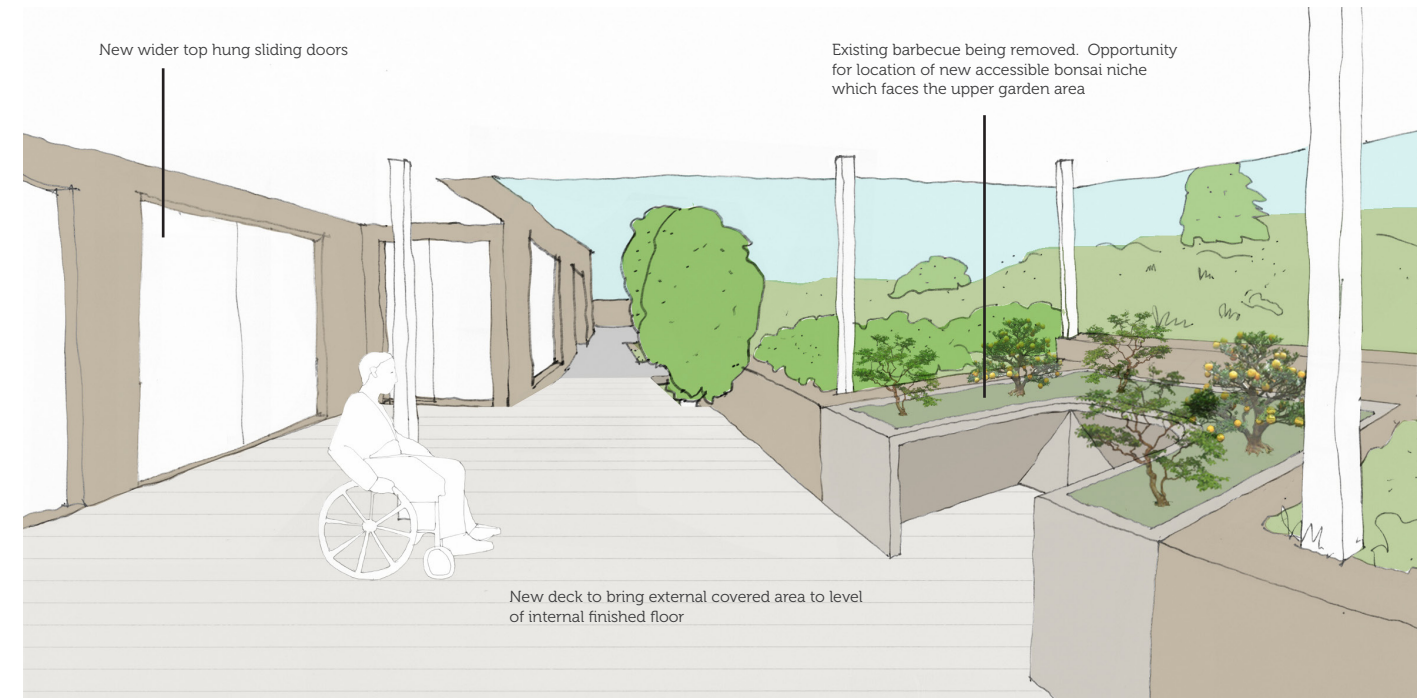 New wider top hung sliding doors
Existing barbecue being removed.  Opportunity
for location of new accessible bonsai niche
which faces the upper garden area
New deck to bring external covered area to level
of internal finished floor